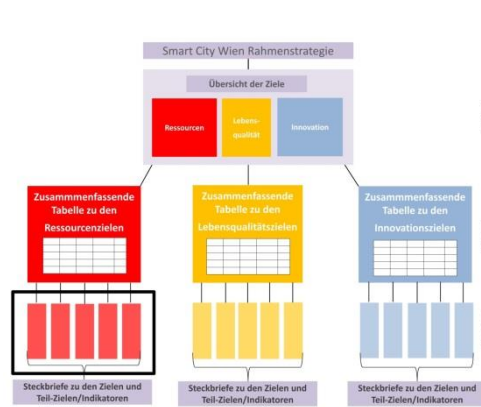 Smart City Wien Rahmenstrategie
Übersicht der Ziele
Ressourcen
Lebens-
qualität
Innovation
Zusammmenfassende
Tabelle zu den
Ressourcenzielen
Zusammenfassende
Tabelle zu den
Lebensqualitätszielen
Zusammmenfassende
Tabelle zu den
Innovationszielen
Steckbriefe zu den Zielen und
Teil-Zielen/Indikatoren
Steckbriefe zu den Zielen und
Teil-Zielen/Indikatoren
Steckbriefe zu den Zielen und
Teil-Zielen/Indikatoren